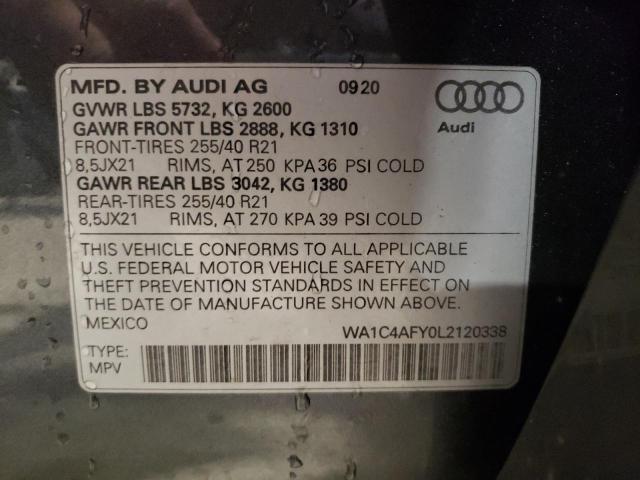 MFD. BY AUDI AG 0920
GVWR LBS 5732, KG 2600
GAWR FRONT LBS 2888, KG 1310
FRONT-TIRES 255/40 R21
8,5JX21 RIMS, AT 250 KPA 36 PSI COLD
GAWR REAR LBS 3042, KG 1380
REAR-TIRES 255/40 R21
8,5JX21 RIMS, AT 270 KPA 39 PSI COLD
Audi
THIS VEHICLE CONFORMS TO ALL APPLICABLE
U.S. FEDERAL MOTOR VEHICLE SAFETY AND
THEFT PREVENTION STANDARDS IN EFFECT ON
THE DATE OF MANUFACTURE SHOWN ABOVE.
MEXICO WA1C4AFY0L2120338
TYPE:
MPV